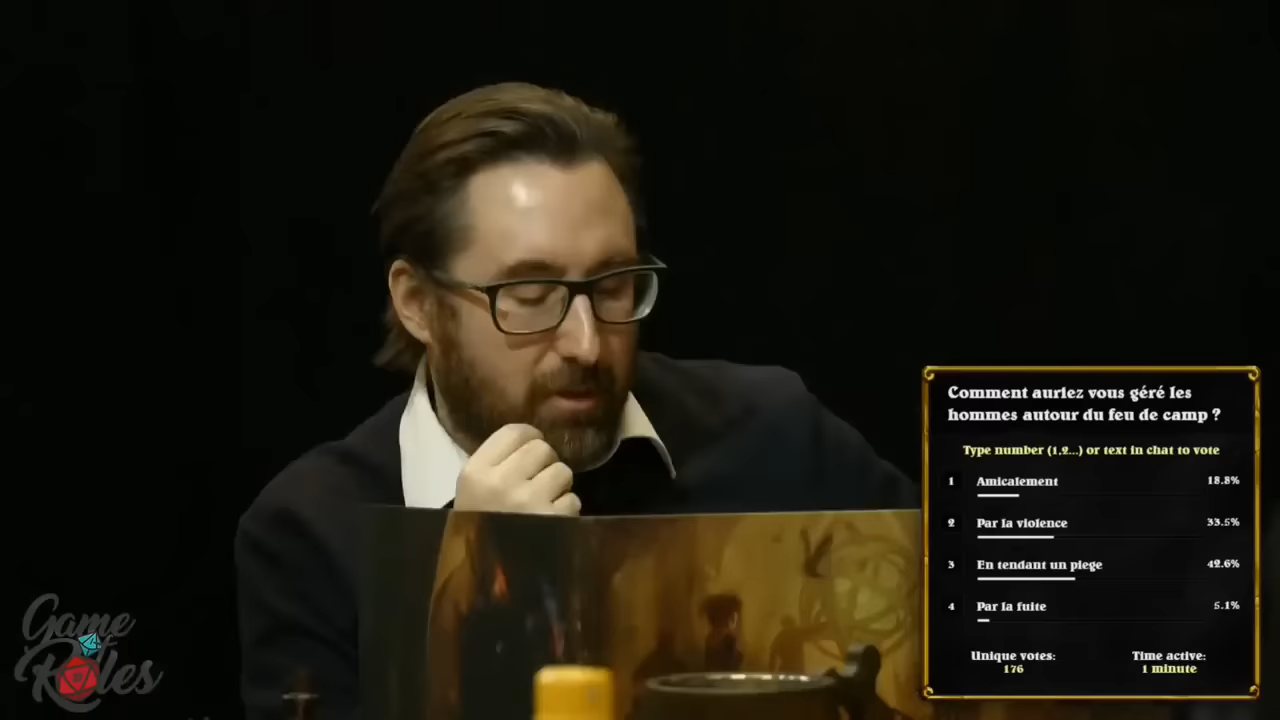 Comment auriez vous géré les
hommes autour du feu de camp ?
Type number (1,2...) or text in chat to vote
1 Amicalement 18.8%
2 Par la violence 33.5%
3 En tendant un piege 42.6%
4 Par la fuite 5.1%
Unique votes: Time active:
176 1 minute
Game
Rôles